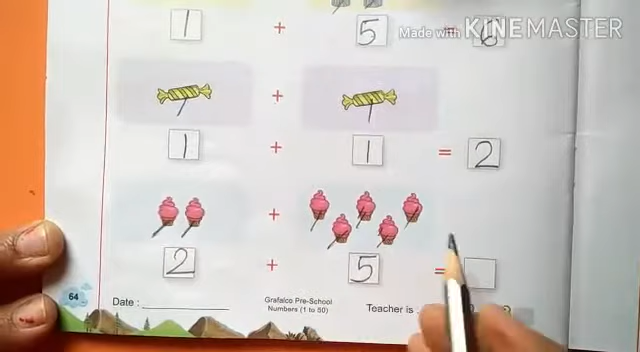 1 + 5 = 6
Made with KINEMASTER
+
1 + 1 = 2
+
2 + 5 =
64
Date :
Grafalco Pre-School
Numbers (1 to 50)
Teacher is :